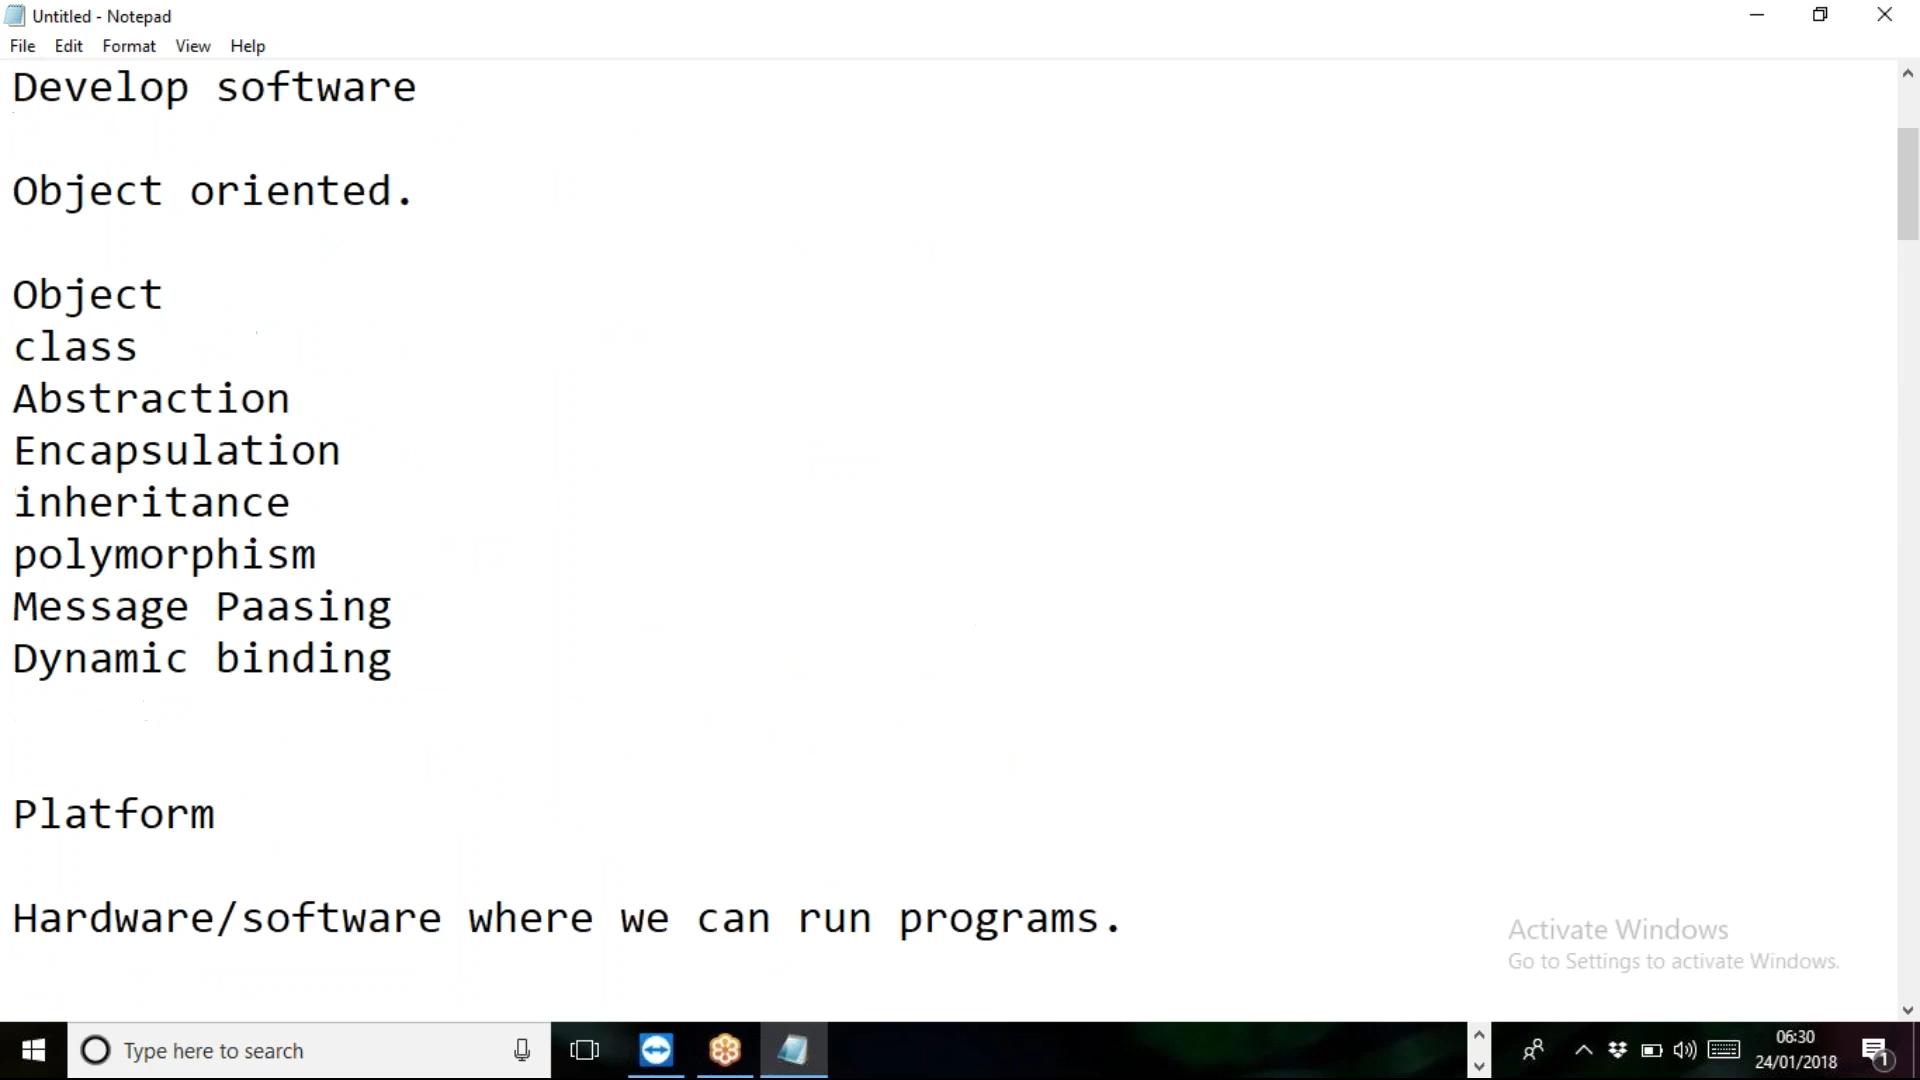 Untitled - Notepad
File Edit Format View Help
Develop software
Object oriented.
Object
class
Abstraction
Encapsulation
inheritance
polymorphism
Message Paasing
Dynamic binding
Platform
Hardware/software where we can run programs.
Activate Windows
Go to Settings to activate Windows.
Type here to search
06:30
24/01/2018
1